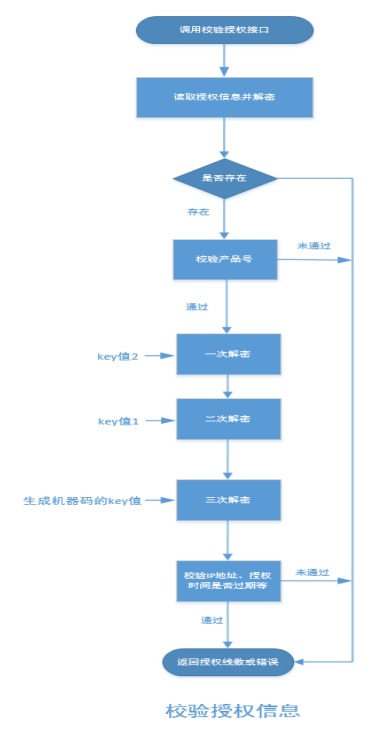 调用校验授权接口
读取授权信息并解密
是否存在
存在
校验产品号
未通过
通过
key值2
一次解密
key值1
二次解密
生成机器码的key值
三次解密
校验IP地址、授权
时间是否过期等
未通过
通过
返回授权线数或错误
校验授权信息